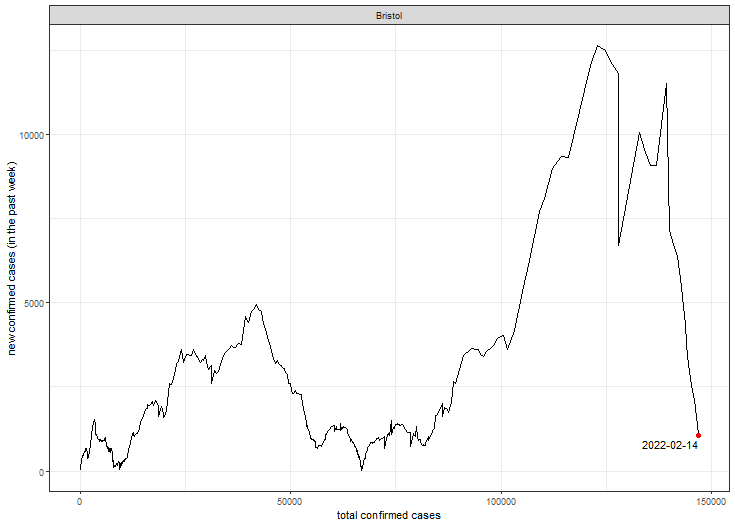 Bristol
new confirmed cases (in the past week)
10000
5000
0
2022-02-14
0
50000
100000
150000
total confirmed cases